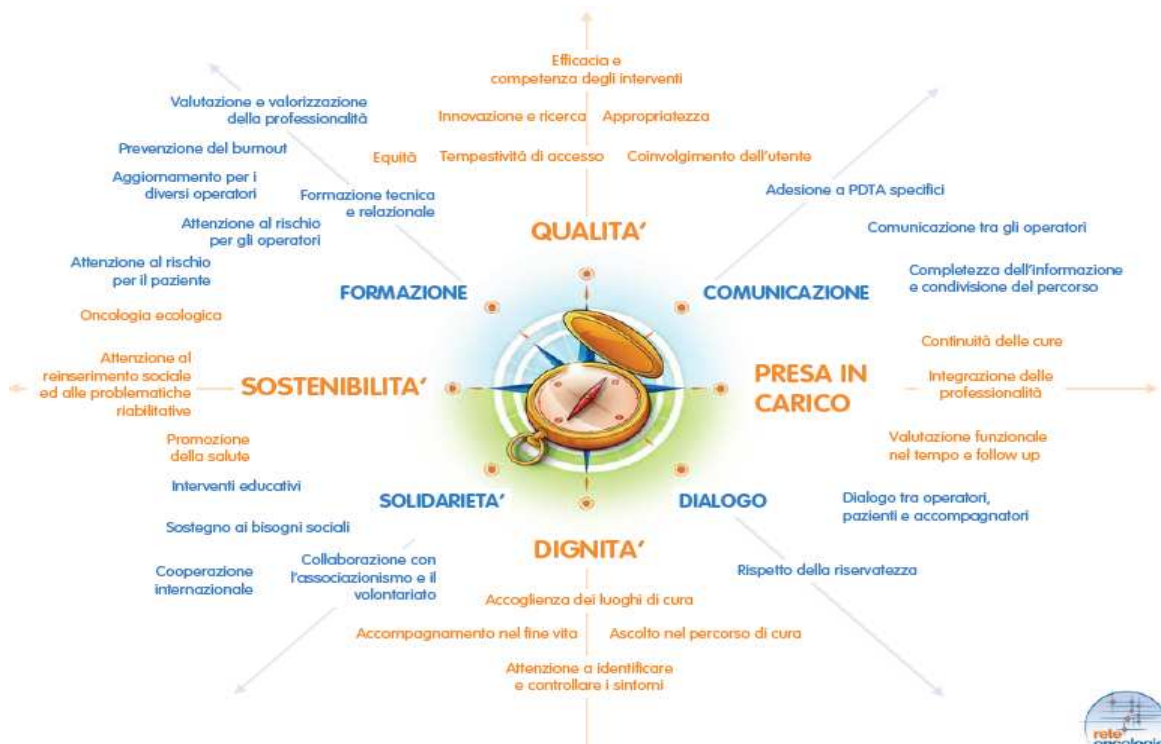 Efficacia e
competenza degli interventi
Innovazione e ricerca
Appropriatezza
Equità
Tempestività di accesso
Coinvolgimento dell'utente
QUALITA'
Valutazione e valorizzazione
della professionalità
Prevenzione del burnout
Aggiornamento per i
diversi operatori
Formazione tecnica
e relazionale
Attenzione al rischio
per gli operatori
Attenzione al rischio
per il paziente
FORMAZIONE
Adesione a PDTA specifici
Comunicazione tra gli operatori
Completezza dell'informazione
e condivisione del percorso
COMUNICAZIONE
Oncologia ecologica
Attenzione al
reinserimento sociale
ed alle problematiche
riabilitative
Promozione
della salute
SOSTENIBILITA'
Continuità delle cure
Integrazione delle
professionalità
Valutazione funzionale
nel tempo e follow up
PRESA IN
CARICO
Interventi educativi
Sostegno ai bisogni sociali
Cooperazione
internazionale
Collaborazione con
l'associazionismo e il
volontariato
SOLIDARIETA'
DIALOGO
Dialogo tra operatori,
pazienti e accompagnatori
Rispetto della riservatezza
DIGNITA'
Accoglienza dei luoghi di cura
Accompagnamento nel fine vita
Ascolto nel percorso di cura
Attenzione a identificare
e controllare i sintomi
rete